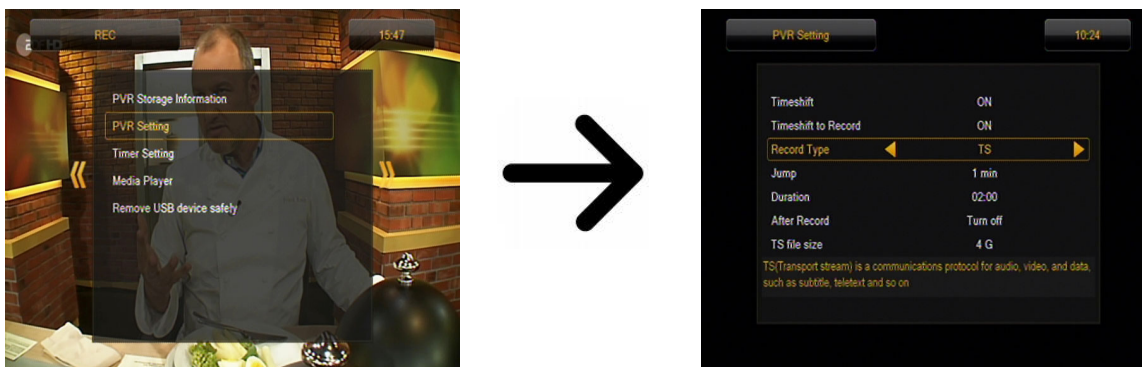 REC
15:47
PVR Storage Information
PVR Setting
Timer Setting
Media Player
Remove USB device safely
PVR Setting
10:24
Timeshift ON
Timeshift to Record ON
Record Type TS
Jump 1 min
Duration 02:00
After Record Turn off
TS file size 4 G
TS(Transport stream) is a communications protocol for audio, video, and data,
such as subtitle, teletext and so on